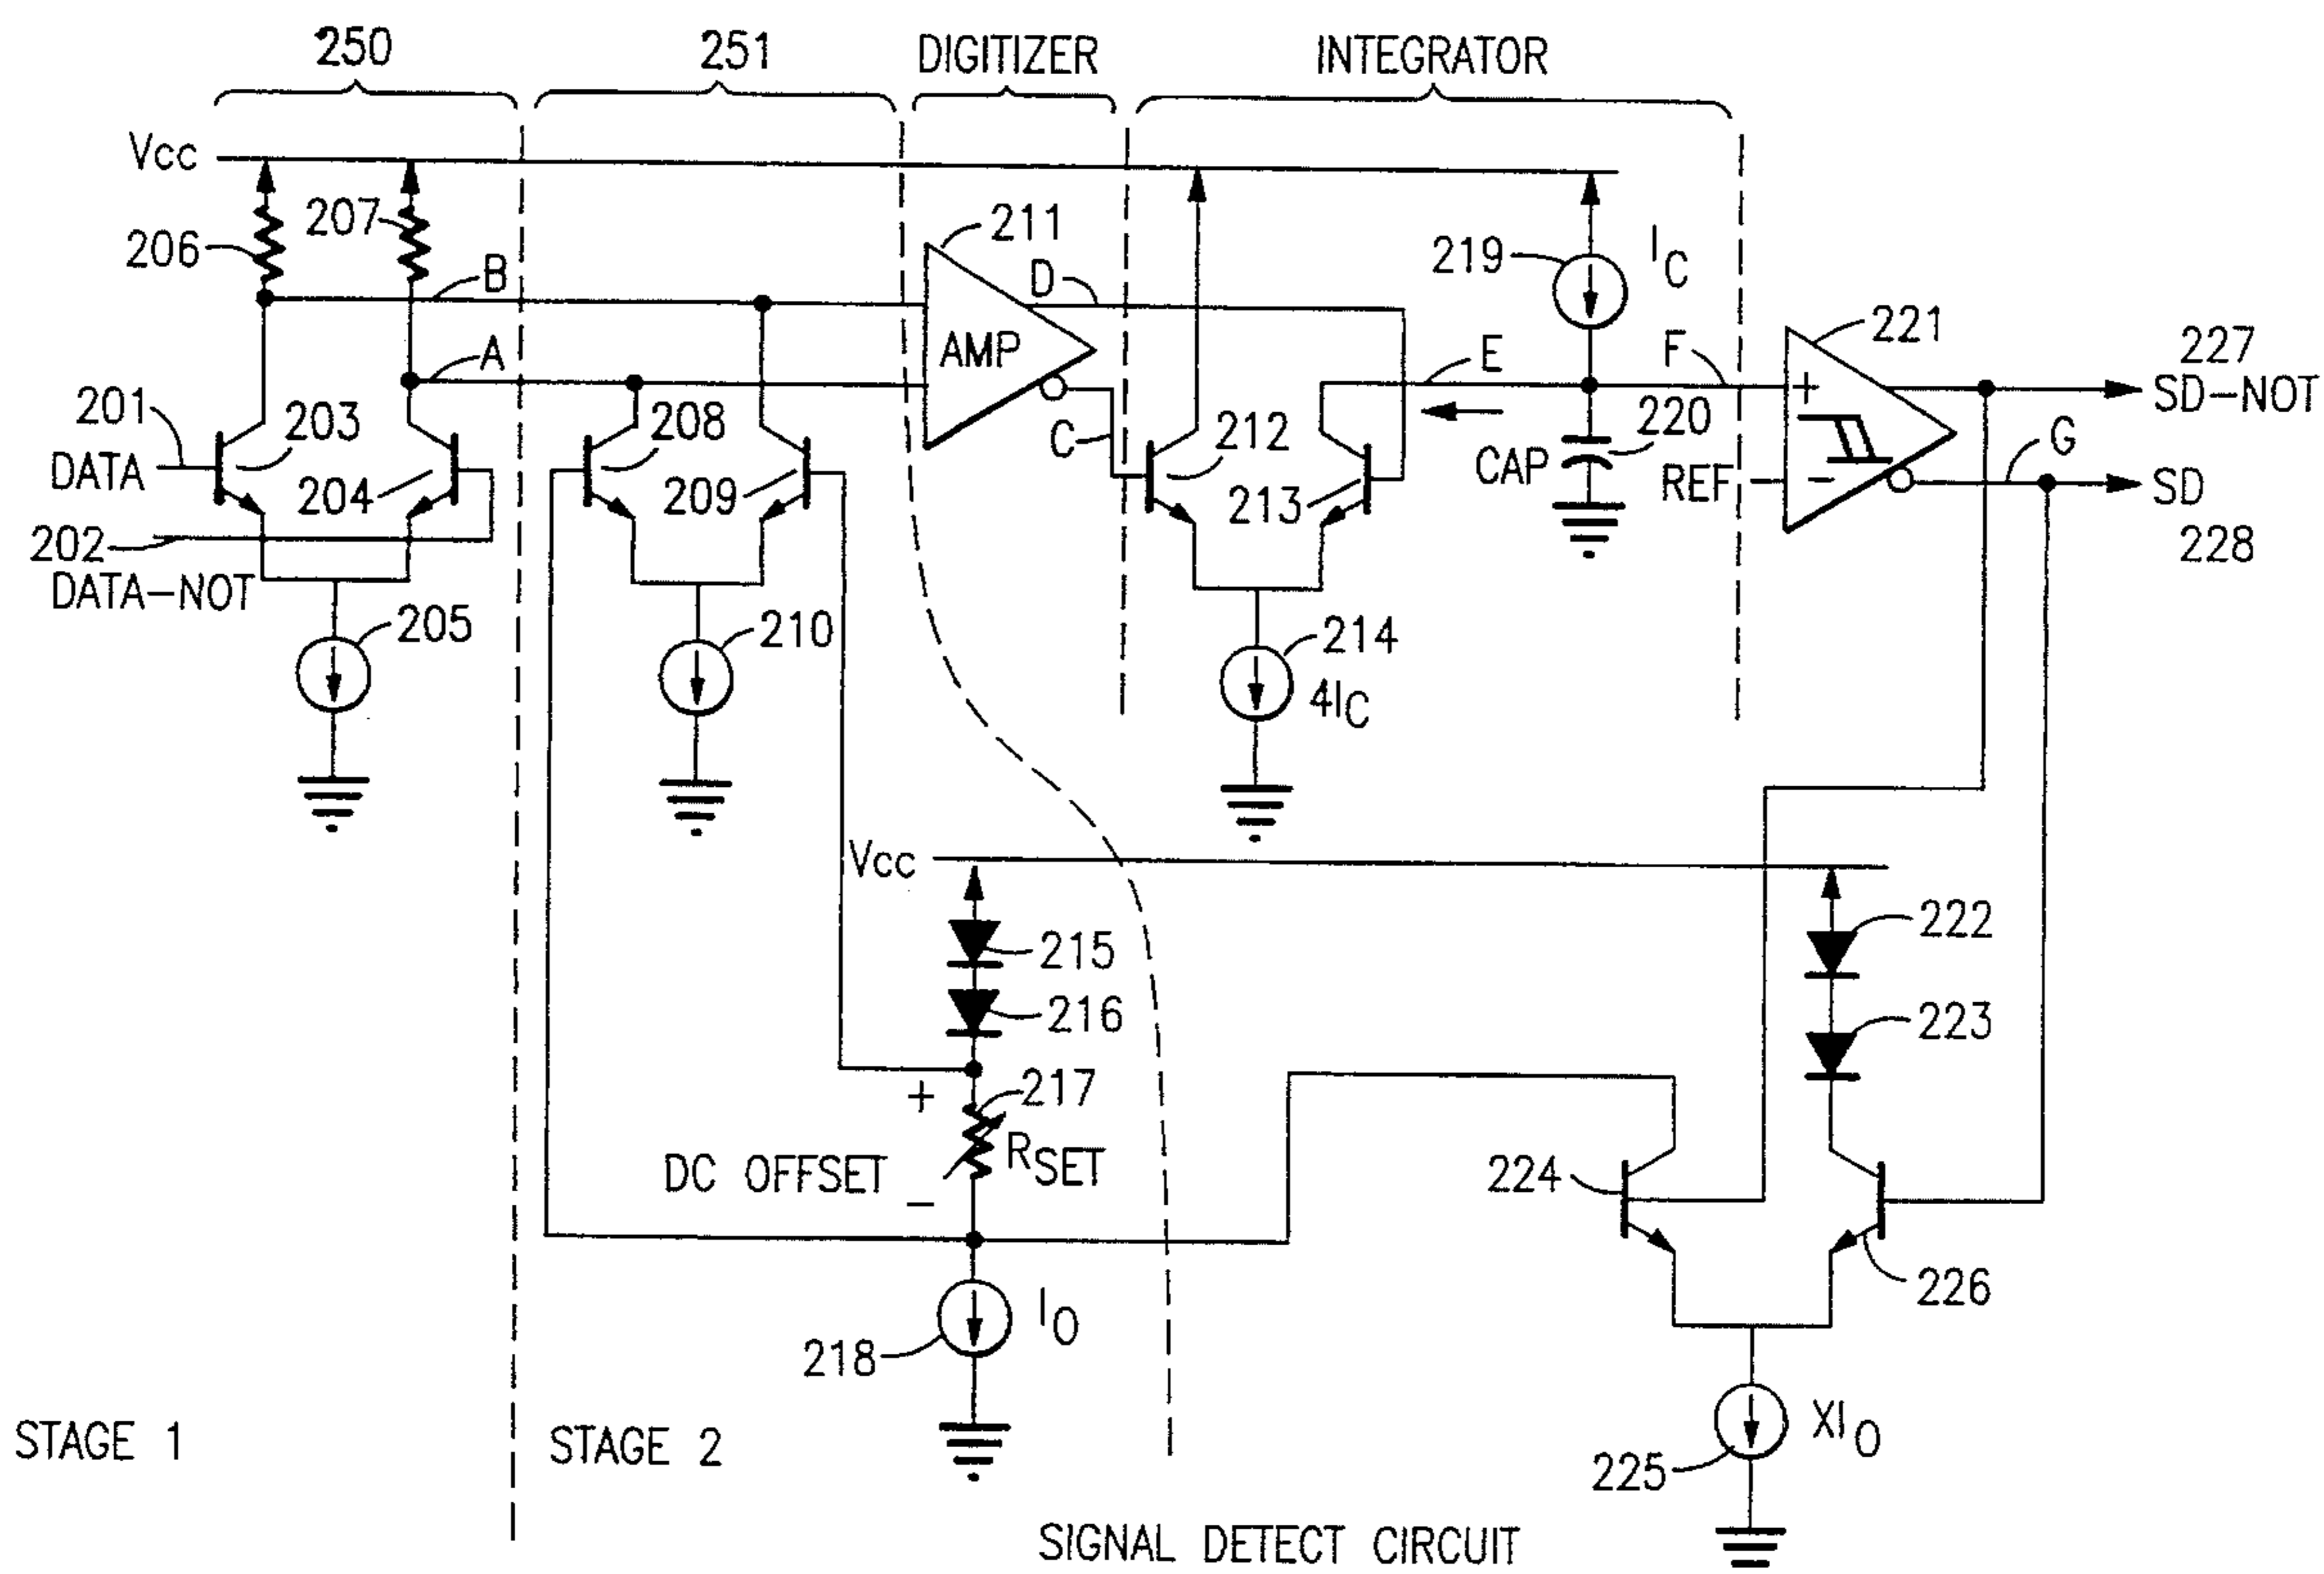 250 251 DIGITIZER INTEGRATOR
Vcc
206 207 B 211 D 219 IC
AMP
A E F 221 227
SD-NOT
201 203 208 C 212 CAP 220 G
DATA 204 209 213 REF + - SD
202 228
DATA-NOT
205 210 214
4IC
Vcc
215 222
216 223
+ 217
DC OFFSET RSET 224
-
IO 226
218
XIO
225
STAGE 1 STAGE 2
SIGNAL DETECT CIRCUIT